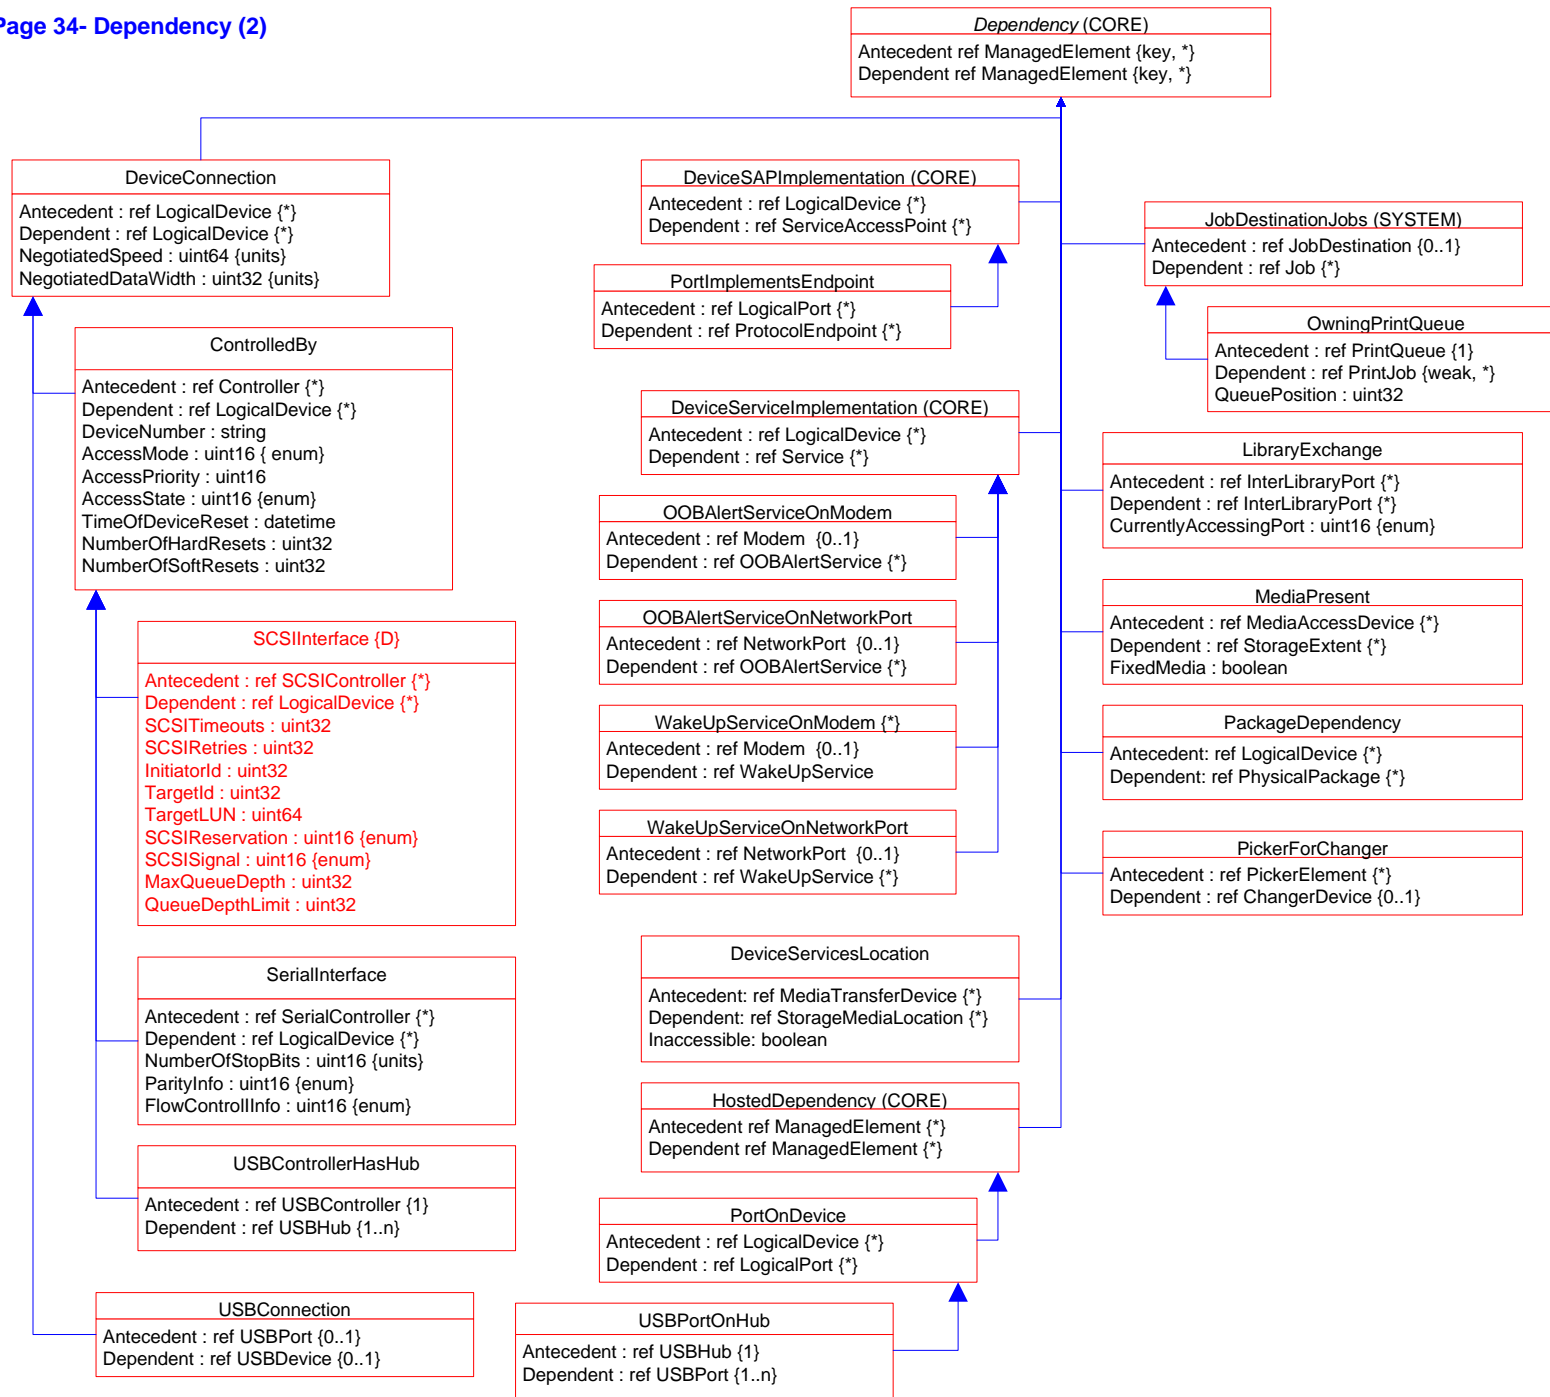 Page 34- Dependency (2)
Dependency (CORE)
Antecedent ref ManagedElement {key, *}
Dependent ref ManagedElement {key, *}
DeviceConnection
Antecedent : ref LogicalDevice {*}
Dependent : ref LogicalDevice {*}
NegotiatedSpeed : uint64 {units}
NegotiatedDataWidth : uint32 {units}
ControlledBy
Antecedent : ref Controller {*}
Dependent : ref LogicalDevice {*}
DeviceNumber : string
AccessMode : uint16 { enum}
AccessPriority : uint16
AccessState : uint16 {enum}
TimeOfDeviceReset : datetime
NumberOfHardResets : uint32
NumberOfSoftResets : uint32
SCSIInterface {D}
Antecedent : ref SCSIController {*}
Dependent : ref LogicalDevice {*}
SCSITimeouts : uint32
SCSIRetries : uint32
InitiatorId : uint32
TargetId : uint32
TargetLUN : uint64
SCSIReservation : uint16 {enum}
SCSISignal : uint16 {enum}
MaxQueueDepth : uint32
QueueDepthLimit : uint32
SerialInterface
Antecedent : ref SerialController {*}
Dependent : ref LogicalDevice {*}
NumberOfStopBits : uint16 {units}
ParityInfo : uint16 {enum}
FlowControllInfo : uint16 {enum}
USBControllerHasHub
Antecedent : ref USBController {1}
Dependent : ref USBHub {1..n}
USBConnection
Antecedent : ref USBPort {0..1}
Dependent : ref USBDevice {0..1}
DeviceSAPImplementation (CORE)
Antecedent : ref LogicalDevice {*}
Dependent : ref ServiceAccessPoint {*}
PortImplementsEndpoint
Antecedent : ref LogicalPort {*}
Dependent : ref ProtocolEndpoint {*}
DeviceServiceImplementation (CORE)
Antecedent : ref LogicalDevice {*}
Dependent : ref Service {*}
OOBAlertServiceOnModem
Antecedent : ref Modem {0..1}
Dependent : ref OOBAlertService {*}
OOBAlertServiceOnNetworkPort
Antecedent : ref NetworkPort {0..1}
Dependent : ref OOBAlertService {*}
WakeUpServiceOnModem {*}
Antecedent : ref Modem {0..1}
Dependent : ref WakeUpService
WakeUpServiceOnNetworkPort
Antecedent : ref NetworkPort {0..1}
Dependent : ref WakeUpService {*}
DeviceServicesLocation
Antecedent: ref MediaTransferDevice {*}
Dependent: ref StorageMediaLocation {*}
Inaccessible: boolean
HostedDependency (CORE)
Antecedent ref ManagedElement {*}
Dependent ref ManagedElement {*}
PortOnDevice
Antecedent : ref LogicalDevice {*}
Dependent : ref LogicalPort {*}
USBPortOnHub
Antecedent : ref USBHub {1}
Dependent : ref USBPort {1..n}
JobDestinationJobs (SYSTEM)
Antecedent : ref JobDestination {0..1}
Dependent : ref Job {*}
OwningPrintQueue
Antecedent : ref PrintQueue {1}
Dependent : ref PrintJob {weak, *}
QueuePosition : uint32
LibraryExchange
Antecedent : ref InterLibraryPort {*}
Dependent : ref InterLibraryPort {*}
CurrentlyAccessingPort : uint16 {enum}
MediaPresent
Antecedent : ref MediaAccessDevice {*}
Dependent : ref StorageExtent {*}
FixedMedia : boolean
PackageDependency
Antecedent: ref LogicalDevice {*}
Dependent: ref PhysicalPackage {*}
PickerForChanger
Antecedent : ref PickerElement {*}
Dependent : ref ChangerDevice {0..1}